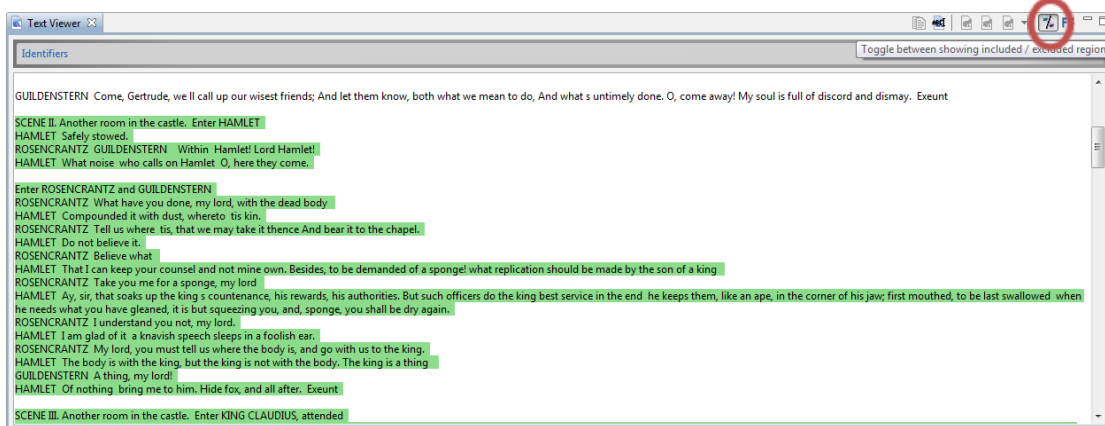 Text Viewer
Toggle between showing included / excluded region
Identifiers
GUILDENSTERN Come, Gertrude, we ll call up our wisest friends; And let them know, both what we mean to do, And what s untimely done. O, come away! My soul is full of discord and dismay. Exeunt
SCENE II. Another room in the castle. Enter HAMLET
HAMLET Safely stowed.
ROSENCRANTZ GUILDENSTERN Within Hamlet! Lord Hamlet!
HAMLET What noise who calls on Hamlet O, here they come.
Enter ROSENCRANTZ and GUILDENSTERN
ROSENCRANTZ What have you done, my lord, with the dead body
HAMLET Compounded it with dust, whereto tis kin.
ROSENCRANTZ Tell us where tis, that we may take it thence And bear it to the chapel.
HAMLET Do not believe it.
ROSENCRANTZ Believe what
HAMLET That I can keep your counsel and not mine own. Besides, to be demanded of a sponge! what replication should be made by the son of a king
ROSENCRANTZ Take you me for a sponge, my lord
HAMLET Ay, sir, that soaks up the king s countenance, his rewards, his authorities. But such officers do the king best service in the end he keeps them, like an ape, in the corner of his jaw; first mouthed, to be last swallowed when
he needs what you have gleaned, it is but squeezing you, and, sponge, you shall be dry again.
ROSENCRANTZ I understand you not, my lord.
HAMLET I am glad of it a knavish speech sleeps in a foolish ear.
ROSENCRANTZ My lord, you must tell us where the body is, and go with us to the king.
HAMLET The body is with the king, but the king is not with the body. The king is a thing
GUILDENSTERN A thing, my lord!
HAMLET Of nothing bring me to him. Hide fox, and all after. Exeunt
SCENE III. Another room in the castle. Enter KING CLAUDIUS, attended